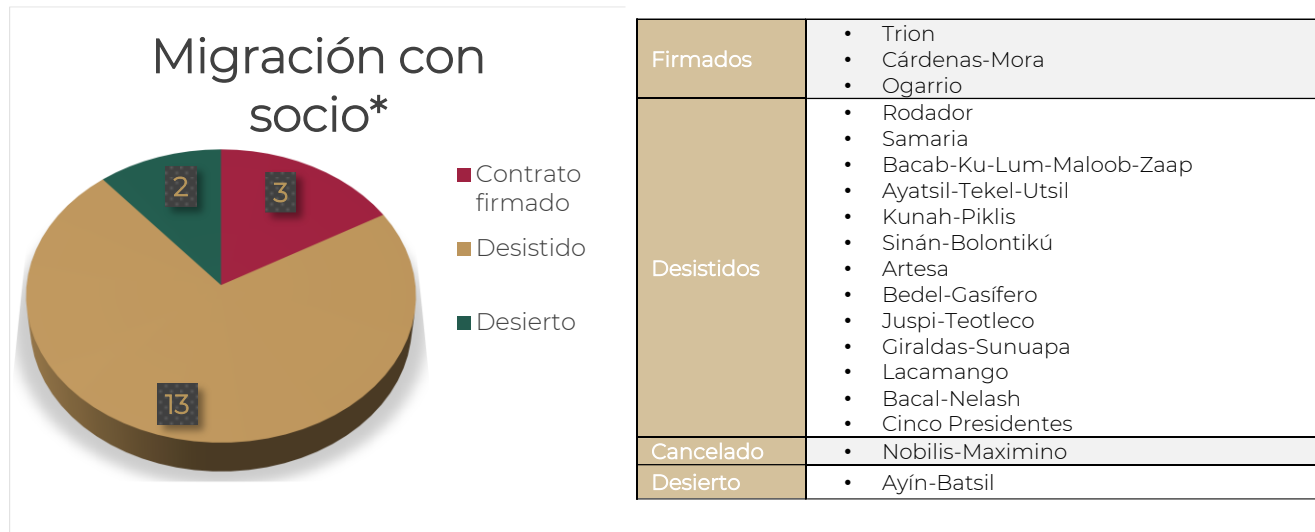 Migración con
socio*
2
3
13
Contrato
firmado
Desistido
Desierto
Firmados
• Trion
• Cárdenas-Mora
• Ogarrio
Desistidos
• Rodador
• Samaria
• Bacab-Ku-Lum-Maloob-Zaap
• Ayatsil-Tekel-Utsil
• Kunah-Piklis
• Sinán-Bolontikú
• Artesa
• Bedel-Gasífero
• Juspi-Teotleco
• Giraldas-Sunuapa
• Lacamango
• Bacal-Nelash
• Cinco Presidentes
Cancelado
• Nobilis-Maximino
Desierto
• Ayín-Batsil